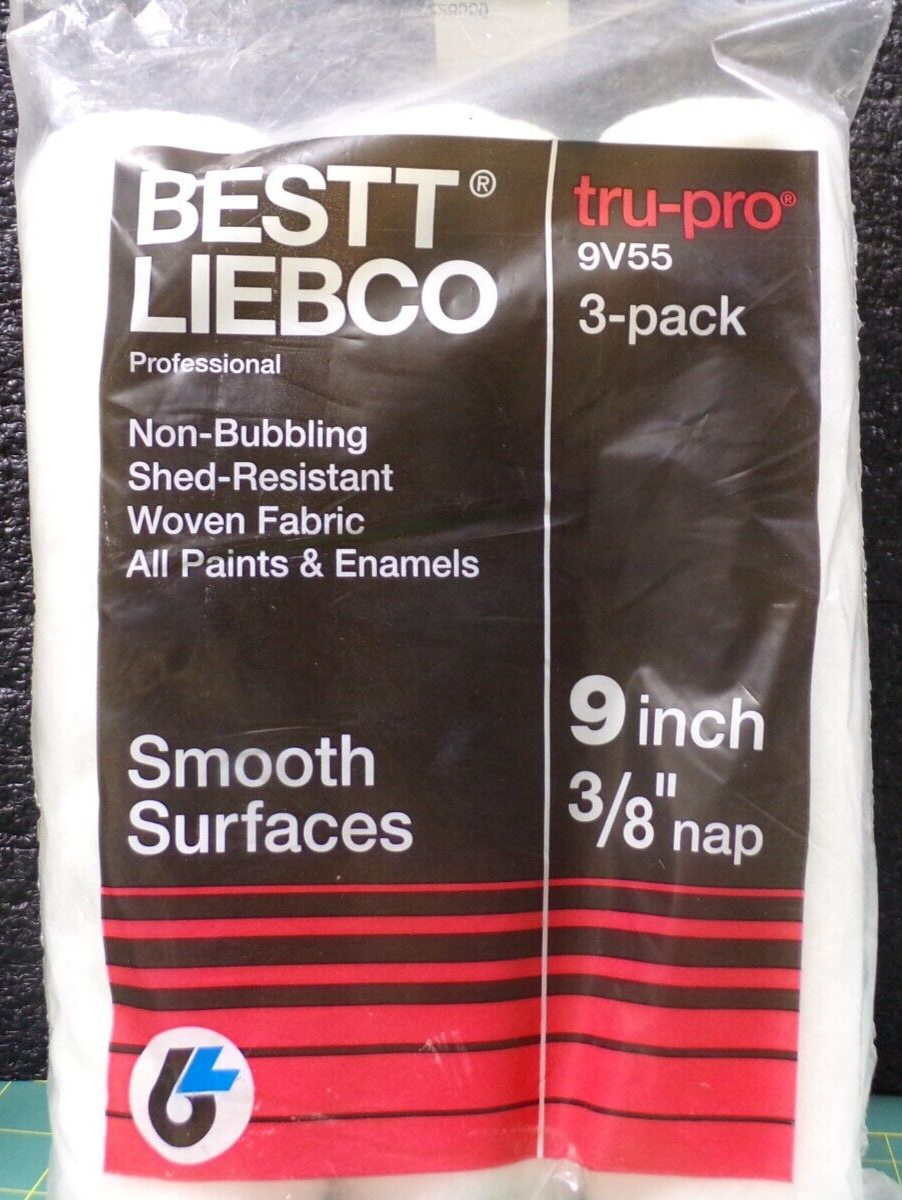 BESTT®
LIEBCO
Professional
Non-Bubbling
Shed-Resistant
Woven Fabric
All Paints & Enamels
Smooth
Surfaces
tru-pro®
9V55
3-pack
9 inch
3/8" nap